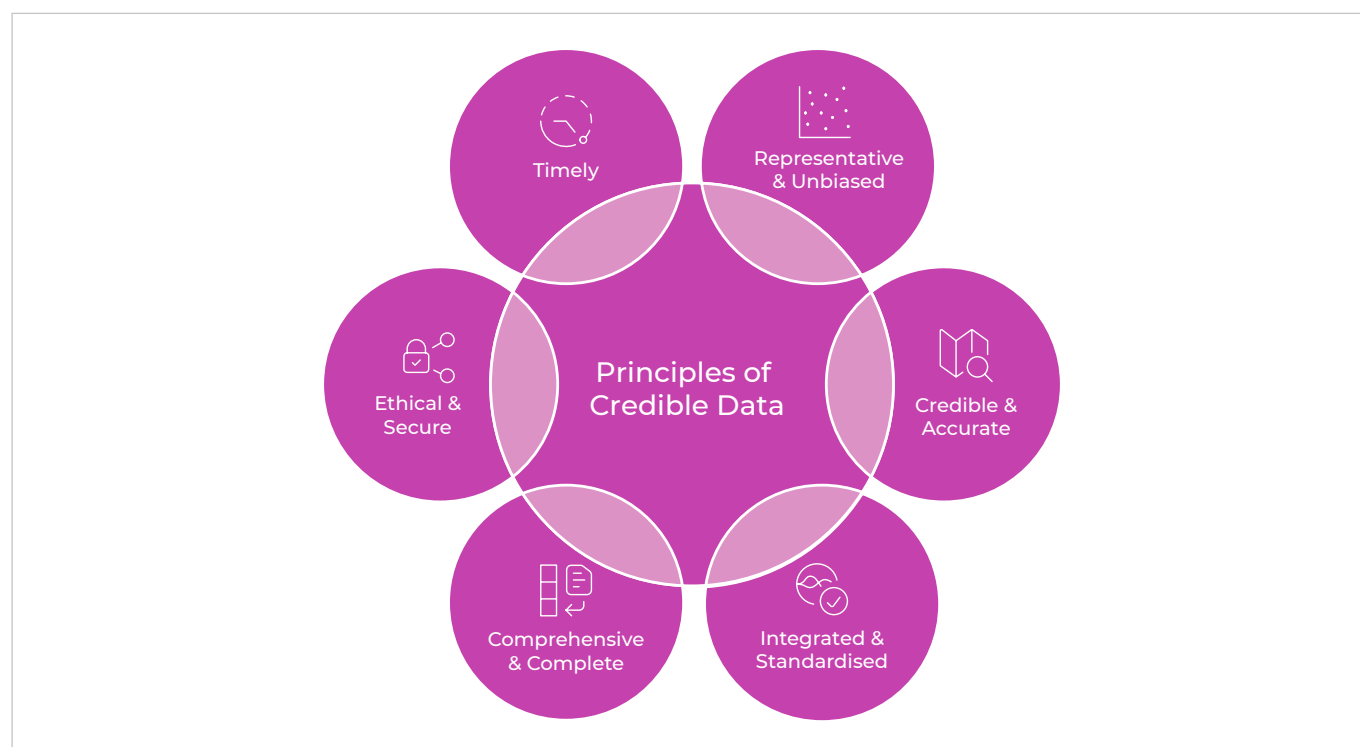 Timely
Representative
& Unbiased
Ethical &
Secure
Principles of
Credible Data
Credible &
Accurate
Comprehensive
& Complete
Integrated &
Standardised